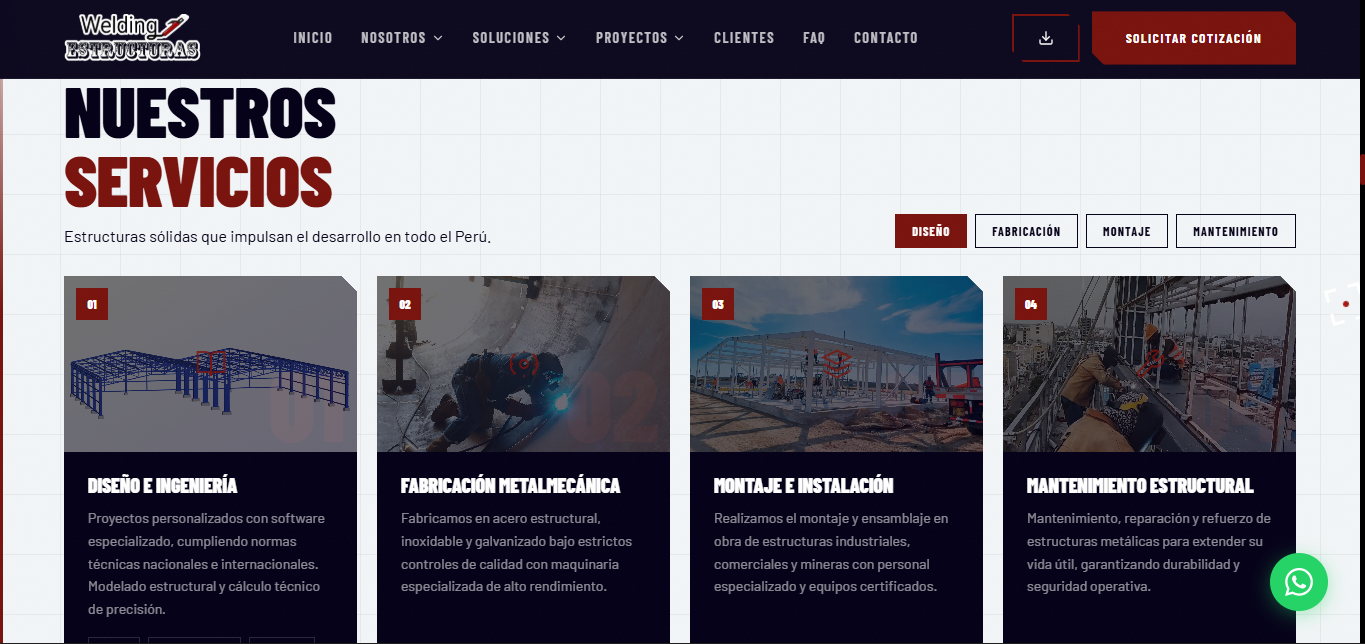 Welding
ESTRUCTURAS
INICIO
NOSOTROS
SOLUCIONES
PROYECTOS
CLIENTES
FAQ
CONTACTO
SOLICITAR COTIZACIÓN
NUESTROS
SERVICIOS
Estructuras sólidas que impulsan el desarrollo en todo el Perú.
DISEÑO
FABRICACIÓN
MONTAJE
MANTENIMIENTO
01
01
DISEÑO E INGENIERÍA
Proyectos personalizados con software
especializado, cumpliendo normas
técnicas nacionales e internacionales.
Modelado estructural y cálculo técnico
de precisión.
02
02
FABRICACIÓN METALMECÁNICA
Fabricamos en acero estructural,
inoxidable y galvanizado bajo estrictos
controles de calidad con maquinaria
especializada de alto rendimiento.
03
MONTAJE E INSTALACIÓN
Realizamos el montaje y ensamblaje en
obra de estructuras industriales,
comerciales y mineras con personal
especializado y equipos certificados.
04
MANTENIMIENTO ESTRUCTURAL
Mantenimiento, reparación y refuerzo de
estructuras metálicas para extender su
vida útil, garantizando durabilidad y
seguridad operativa.